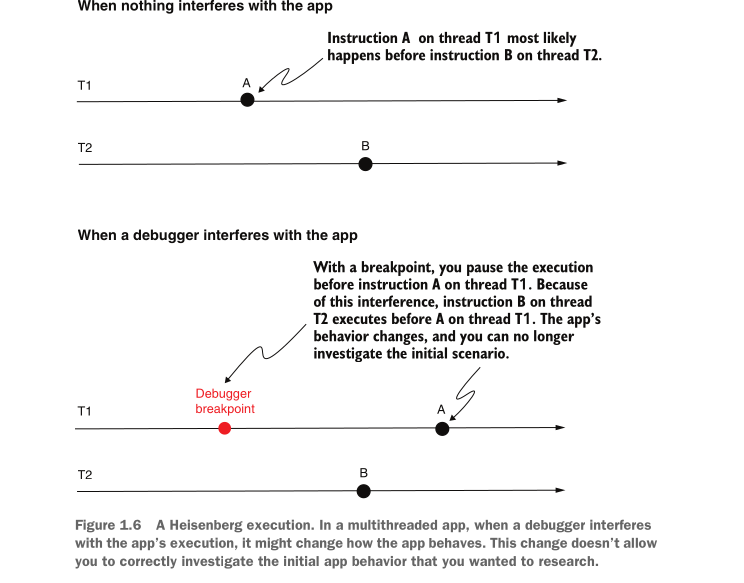 When nothing interferes with the app
Instruction A on thread T1 most likely
happens before instruction B on thread T2.
T1
A
T2
B
When a debugger interferes with the app
With a breakpoint, you pause the execution
before instruction A on thread T1. Because
of this interference, instruction B on thread
T2 executes before A on thread T1. The app's
behavior changes, and you can no longer
investigate the initial scenario.
Debugger
breakpoint
T1
A
T2
B
Figure 1.6 A Heisenberg execution. In a multithreaded app, when a debugger interferes
with the app's execution, it might change how the app behaves. This change doesn't allow
you to correctly investigate the initial app behavior that you wanted to research.